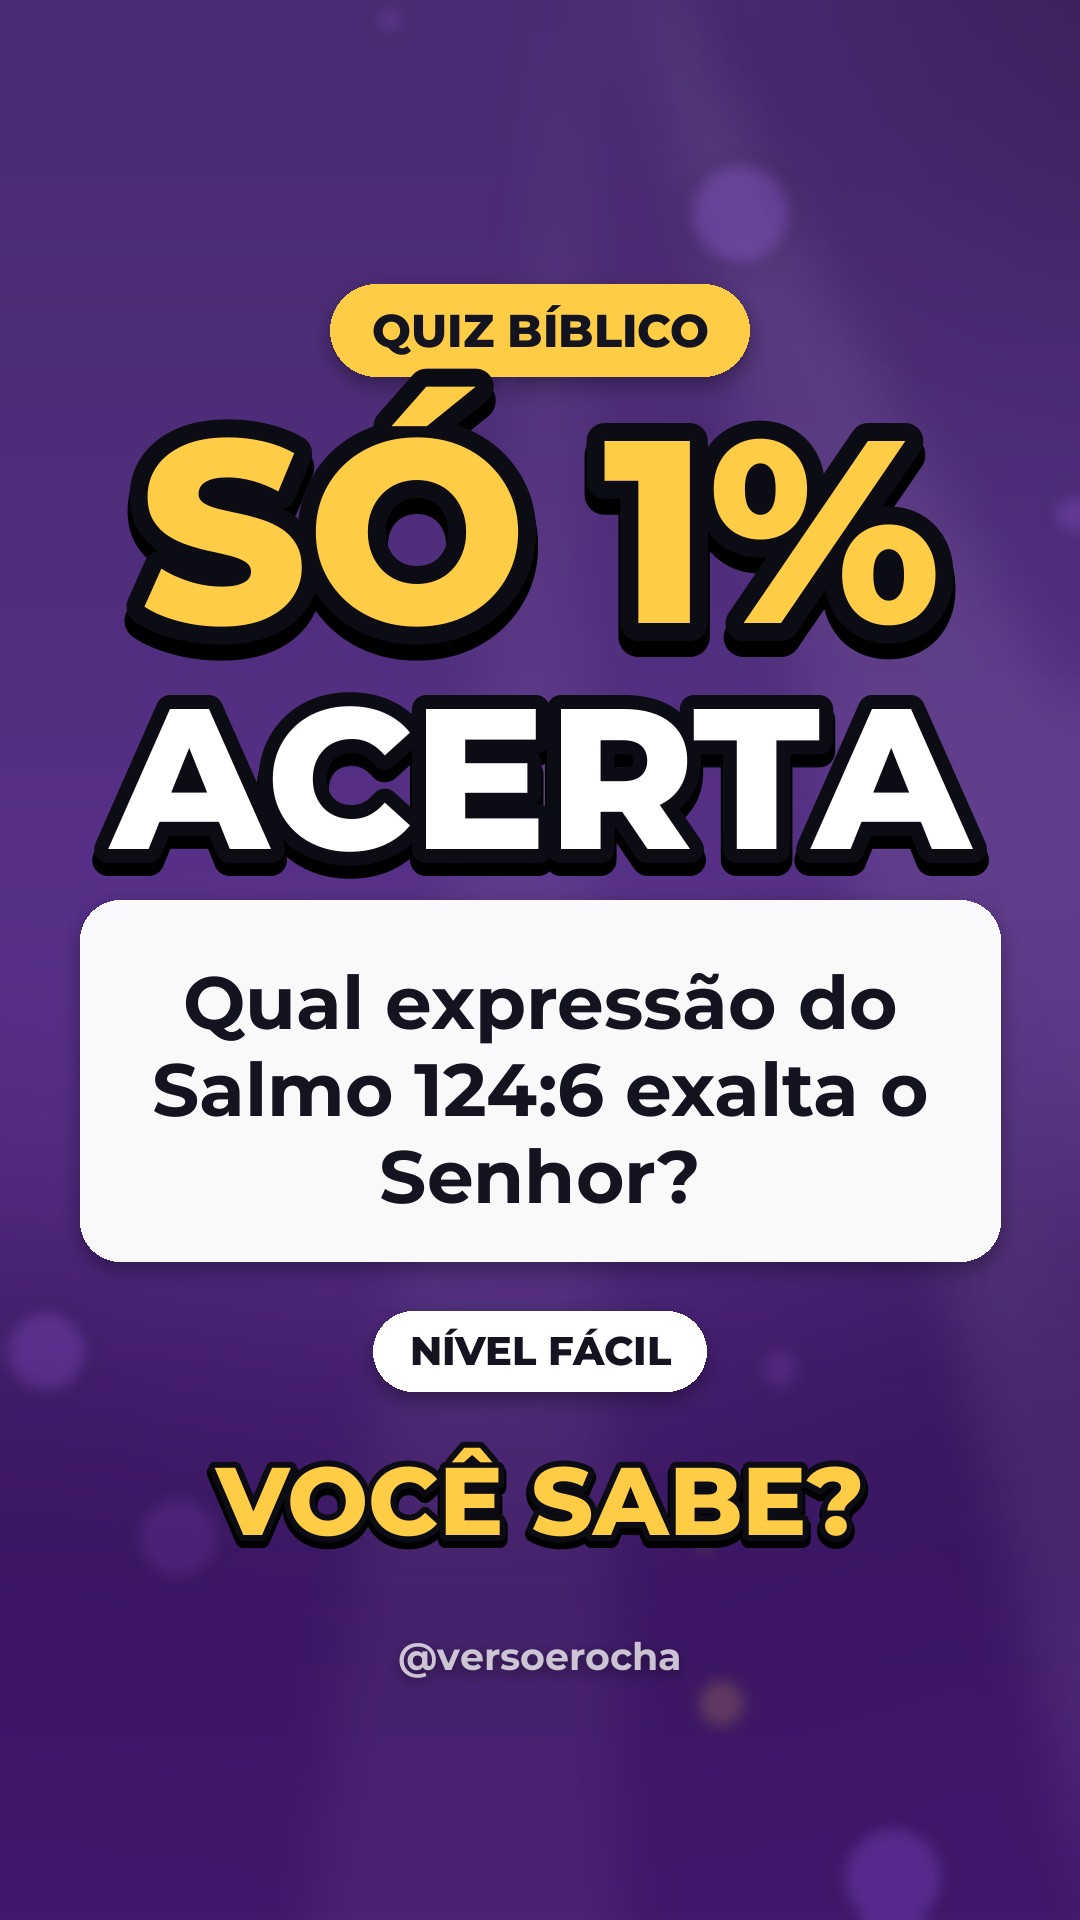 QUIZ BÍBLICO
SÓ 1%
ACERTA
Qual expressão do
Salmo 124:6 exalta o
Senhor?
NÍVEL FÁCIL
VOCÊ SABE?
@versoerocha